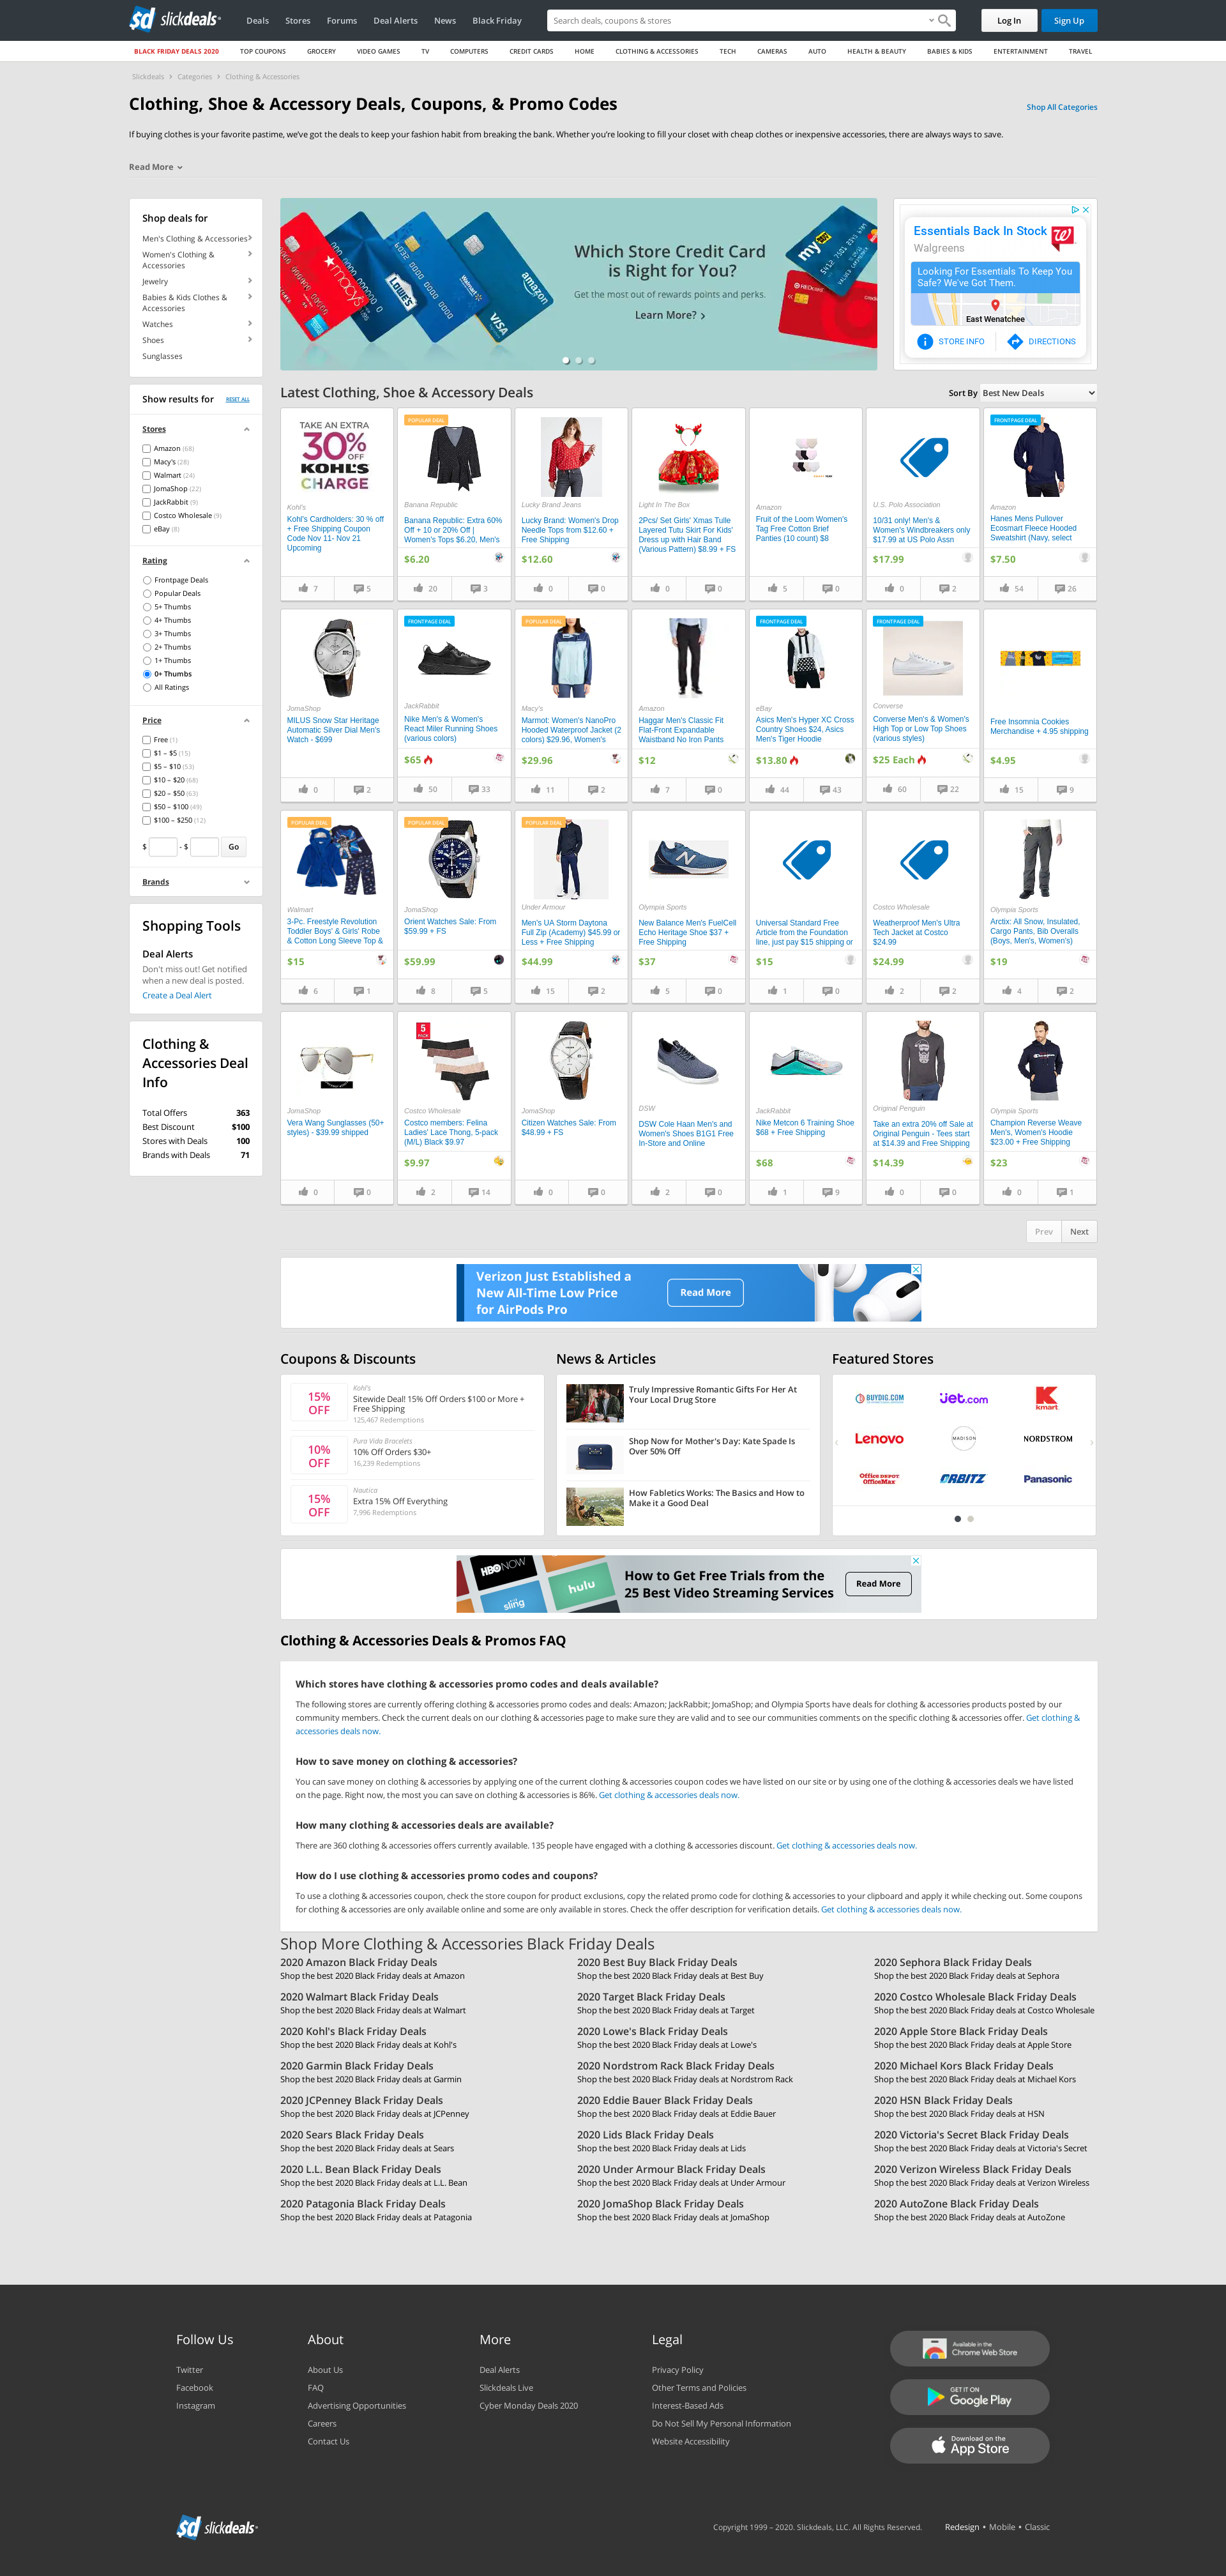 slickdeals
Deals
Stores
Forums
Deal Alerts
News
Black Friday
Search deals, coupons & stores
Log In
Sign Up
BLACK FRIDAY DEALS 2020
TOP COUPONS
GROCERY
VIDEO GAMES
TV
COMPUTERS
CREDIT CARDS
HOME
CLOTHING & ACCESSORIES
TECH
CAMERAS
AUTO
HEALTH & BEAUTY
BABIES & KIDS
ENTERTAINMENT
TRAVEL
Slickdeals › Categories › Clothing & Accessories
Clothing, Shoe & Accessory Deals, Coupons, & Promo Codes
Shop All Categories
If buying clothes is your favorite pastime, we've got the deals to keep your fashion habit from breaking the bank. Whether you're looking to fill your closet with cheap clothes or inexpensive accessories, there are always ways to save.
Read More
Shop deals for
Men's Clothing & Accessories
Women's Clothing &
Accessories
Jewelry
Babies & Kids Clothes &
Accessories
Watches
Shoes
Sunglasses
Which Store Credit Card
is Right for You?
Get the most out of rewards points and perks.
Learn More?
Essentials Back In Stock
Walgreens
Looking For Essentials To Keep You
Safe? We've Got Them.
East Wenatchee
STORE INFO
DIRECTIONS
Show results for
RESET ALL
Stores
Amazon (68)
Macy's (28)
Walmart (24)
JomaShop (22)
JackRabbit (9)
Costco Wholesale (9)
eBay (8)
Rating
Frontpage Deals
Popular Deals
5+ Thumbs
4+ Thumbs
3+ Thumbs
2+ Thumbs
1+ Thumbs
0+ Thumbs
All Ratings
Price
Free (1)
$1 – $5 (15)
$5 – $10 (53)
$10 – $20 (68)
$20 – $50 (63)
$50 – $100 (49)
$100 – $250 (12)
$ - $ Go
Brands
Shopping Tools
Deal Alerts
Don't miss out! Get notified
when a new deal is posted.
Create a Deal Alert
Clothing &
Accessories Deal
Info
Total Offers 363
Best Discount $100
Stores with Deals 100
Brands with Deals 71
Latest Clothing, Shoe & Accessory Deals
Sort By Best New Deals
TAKE AN EXTRA
30% OFF
KOHL'S
CHARGE
Kohl's
Kohl's Cardholders: 30 % off
+ Free Shipping Coupon
Code Nov 11- Nov 21
Upcoming
7 5
POPULAR DEAL
Banana Republic
Banana Republic: Extra 60%
Off + 10 or 20% Off |
Women's Tops $6.20, Men's
$6.20
20 3
Lucky Brand Jeans
Lucky Brand: Women's Drop
Needle Tops from $12.60 +
Free Shipping
$12.60
0 0
Light In The Box
2Pcs/ Set Girls' Xmas Tulle
Layered Tutu Skirt For Kids'
Dress up with Hair Band
(Various Pattern) $8.99 + FS
0 0
Amazon
Fruit of the Loom Women's
Tag Free Cotton Brief
Panties (10 count) $8
5 0
U.S. Polo Association
10/31 only! Men's &
Women's Windbreakers only
$17.99 at US Polo Assn
$17.99
0 2
FRONTPAGE DEAL
Amazon
Hanes Mens Pullover
Ecosmart Fleece Hooded
Sweatshirt (Navy, select
$7.50
54 26
JomaShop
MILUS Snow Star Heritage
Automatic Silver Dial Men's
Watch - $699
0 2
FRONTPAGE DEAL
JackRabbit
Nike Men's & Women's
React Miler Running Shoes
(various colors)
$65
50 33
POPULAR DEAL
Macy's
Marmot: Women's NanoPro
Hooded Waterproof Jacket (2
colors) $29.96, Women's
$29.96
11 2
Amazon
Haggar Men's Classic Fit
Flat-Front Expandable
Waistband No Iron Pants
$12
7 0
FRONTPAGE DEAL
eBay
Asics Men's Hyper XC Cross
Country Shoes $24, Asics
Men's Tiger Hoodie
$13.80
44 43
FRONTPAGE DEAL
Converse
Converse Men's & Women's
High Top or Low Top Shoes
(various styles)
$25 Each
60 22
Free Insomnia Cookies
Merchandise + 4.95 shipping
$4.95
15 9
POPULAR DEAL
Walmart
3-Pc. Freestyle Revolution
Toddler Boys' & Girls' Robe
& Cotton Long Sleeve Top &
$15
6 1
POPULAR DEAL
JomaShop
Orient Watches Sale: From
$59.99 + FS
$59.99
8 5
POPULAR DEAL
Under Armour
Men's UA Storm Daytona
Full Zip (Academy) $45.99 or
Less + Free Shipping
$44.99
15 2
Olympia Sports
New Balance Men's FuelCell
Echo Heritage Shoe $37 +
Free Shipping
$37
5 0
Universal Standard Free
Article from the Foundation
line, just pay $15 shipping or
$15
1 0
Costco Wholesale
Weatherproof Men's Ultra
Tech Jacket at Costco
$24.99
$24.99
2 2
Olympia Sports
Arctix: All Snow, Insulated,
Cargo Pants, Bib Overalls
(Boys, Men's, Women's)
$19
4 2
JomaShop
Vera Wang Sunglasses (50+
styles) - $39.99 shipped
0 0
5 PACK
Costco Wholesale
Costco members: Felina
Ladies' Lace Thong, 5-pack
(M/L) Black $9.97
$9.97
2 14
JomaShop
Citizen Watches Sale: From
$48.99 + FS
0 0
DSW
DSW Cole Haan Men's and
Women's Shoes B1G1 Free
In-Store and Online
2 0
JackRabbit
Nike Metcon 6 Training Shoe
$68 + Free Shipping
$68
1 9
Original Penguin
Take an extra 20% off Sale at
Original Penguin - Tees start
at $14.39 and Free Shipping
$14.39
0 0
Olympia Sports
Champion Reverse Weave
Men's, Women's Hoodie
$23.00 + Free Shipping
$23
0 1
Prev
Next
Verizon Just Established a
New All-Time Low Price
for AirPods Pro
Read More
Coupons & Discounts
15% OFF
Kohl's
Sitewide Deal! 15% Off Orders $100 or More +
Free Shipping
125,467 Redemptions
10% OFF
Pura Vida Bracelets
10% Off Orders $30+
16,239 Redemptions
15% OFF
Nautica
Extra 15% Off Everything
7,996 Redemptions
News & Articles
Truly Impressive Romantic Gifts For Her At
Your Local Drug Store
Shop Now for Mother's Day: Kate Spade Is
Over 50% Off
How Fabletics Works: The Basics and How to
Make it a Good Deal
Featured Stores
BUYDIG.COM
Jet.com
Kmart
Lenovo
MADISON
NORDSTROM
Office DEPOT
OfficeMax
ORBITZ
Panasonic
HBO NOW
sling
hulu
How to Get Free Trials from the
25 Best Video Streaming Services
Read More
Clothing & Accessories Deals & Promos FAQ
Which stores have clothing & accessories promo codes and deals available?
The following stores are currently offering clothing & accessories promo codes and deals: Amazon; JackRabbit; JomaShop; and Olympia Sports have deals for clothing & accessories products posted by our
community members. Check the current deals on our clothing & accessories page to make sure they are valid and to see our communities comments on the specific clothing & accessories offer. Get clothing &
accessories deals now.
How to save money on clothing & accessories?
You can save money on clothing & accessories by applying one of the current clothing & accessories coupon codes we have listed on our site or by using one of the clothing & accessories deals we have listed
on the page. Right now, the most you can save on clothing & accessories is 86%. Get clothing & accessories deals now.
How many clothing & accessories deals are available?
There are 360 clothing & accessories offers currently available. 135 people have engaged with a clothing & accessories discount. Get clothing & accessories deals now.
How do I use clothing & accessories promo codes and coupons?
To use a clothing & accessories coupon, check the store coupon for product exclusions, copy the related promo code for clothing & accessories to your clipboard and apply it while checking out. Some coupons
for clothing & accessories are only available online and some are only available in stores. Check the offer description for verification details. Get clothing & accessories deals now.
Shop More Clothing & Accessories Black Friday Deals
2020 Amazon Black Friday Deals
Shop the best 2020 Black Friday deals at Amazon
2020 Best Buy Black Friday Deals
Shop the best 2020 Black Friday deals at Best Buy
2020 Sephora Black Friday Deals
Shop the best 2020 Black Friday deals at Sephora
2020 Walmart Black Friday Deals
Shop the best 2020 Black Friday deals at Walmart
2020 Target Black Friday Deals
Shop the best 2020 Black Friday deals at Target
2020 Costco Wholesale Black Friday Deals
Shop the best 2020 Black Friday deals at Costco Wholesale
2020 Kohl's Black Friday Deals
Shop the best 2020 Black Friday deals at Kohl's
2020 Lowe's Black Friday Deals
Shop the best 2020 Black Friday deals at Lowe's
2020 Apple Store Black Friday Deals
Shop the best 2020 Black Friday deals at Apple Store
2020 Garmin Black Friday Deals
Shop the best 2020 Black Friday deals at Garmin
2020 Nordstrom Rack Black Friday Deals
Shop the best 2020 Black Friday deals at Nordstrom Rack
2020 Michael Kors Black Friday Deals
Shop the best 2020 Black Friday deals at Michael Kors
2020 JCPenney Black Friday Deals
Shop the best 2020 Black Friday deals at JCPenney
2020 Eddie Bauer Black Friday Deals
Shop the best 2020 Black Friday deals at Eddie Bauer
2020 HSN Black Friday Deals
Shop the best 2020 Black Friday deals at HSN
2020 Sears Black Friday Deals
Shop the best 2020 Black Friday deals at Sears
2020 Lids Black Friday Deals
Shop the best 2020 Black Friday deals at Lids
2020 Victoria's Secret Black Friday Deals
Shop the best 2020 Black Friday deals at Victoria's Secret
2020 L.L. Bean Black Friday Deals
Shop the best 2020 Black Friday deals at L.L. Bean
2020 Under Armour Black Friday Deals
Shop the best 2020 Black Friday deals at Under Armour
2020 Verizon Wireless Black Friday Deals
Shop the best 2020 Black Friday deals at Verizon Wireless
2020 Patagonia Black Friday Deals
Shop the best 2020 Black Friday deals at Patagonia
2020 JomaShop Black Friday Deals
Shop the best 2020 Black Friday deals at JomaShop
2020 AutoZone Black Friday Deals
Shop the best 2020 Black Friday deals at AutoZone
Follow Us
Twitter
Facebook
Instagram
About
About Us
FAQ
Advertising Opportunities
Careers
Contact Us
More
Deal Alerts
Slickdeals Live
Cyber Monday Deals 2020
Legal
Privacy Policy
Other Terms and Policies
Interest-Based Ads
Do Not Sell My Personal Information
Website Accessibility
Available in the
Chrome Web Store
GET IT ON
Google Play
Download on the
App Store
slickdeals
Copyright 1999 – 2020. Slickdeals, LLC. All Rights Reserved.
Redesign • Mobile • Classic